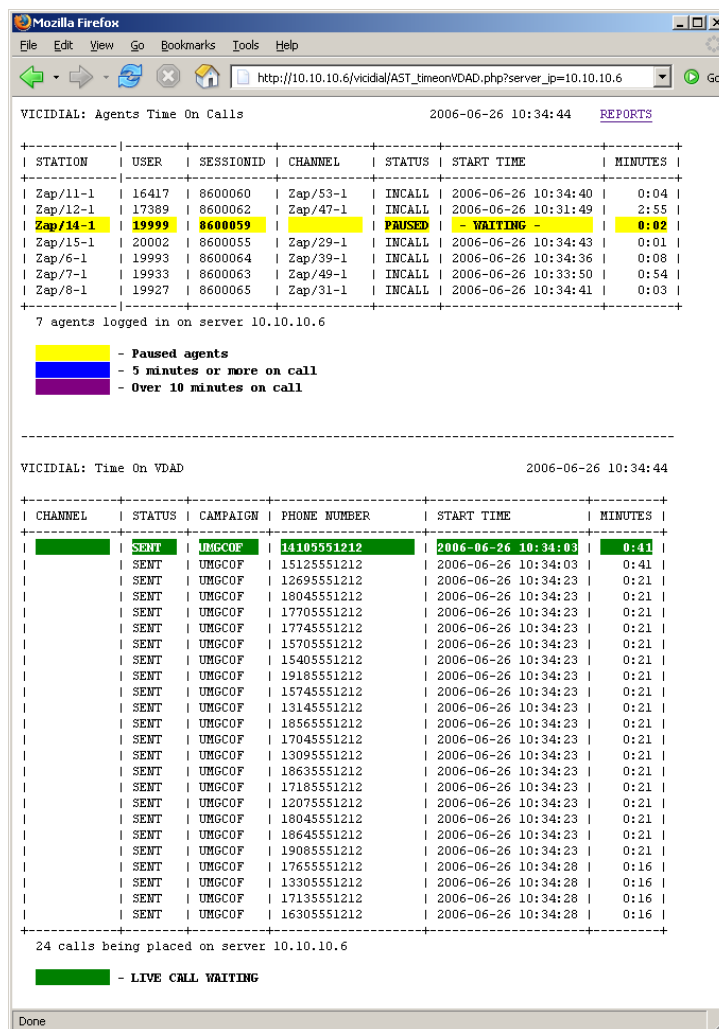 Mozilla Firefox
File Edit View Go Bookmarks Tools Help
http://10.10.10.6/vicidial/AST_timeonVDAD.php?server_ip=10.10.10.6 Go
VICIDIAL: Agents Time On Calls 2006-06-26 10:34:44 REPORTS
+-----------|--------+-----------+-----------+--------+---------------------+---------+
| STATION | USER | SESSIONID | CHANNEL | STATUS | START TIME | MINUTES |
+-----------|--------+-----------+-----------+--------+---------------------+---------+
| Zap/11-1 | 16417 | 8600060 | Zap/53-1 | INCALL | 2006-06-26 10:34:40 | 0:04 |
| Zap/12-1 | 17389 | 8600062 | Zap/47-1 | INCALL | 2006-06-26 10:31:49 | 2:55 |
| Zap/14-1 | 19999 | 8600059 | | PAUSED | - WAITING - | 0:02 |
| Zap/15-1 | 20002 | 8600055 | Zap/29-1 | INCALL | 2006-06-26 10:34:43 | 0:01 |
| Zap/6-1 | 19993 | 8600064 | Zap/39-1 | INCALL | 2006-06-26 10:34:36 | 0:08 |
| Zap/7-1 | 19933 | 8600063 | Zap/49-1 | INCALL | 2006-06-26 10:33:50 | 0:54 |
| Zap/8-1 | 19927 | 8600065 | Zap/31-1 | INCALL | 2006-06-26 10:34:41 | 0:03 |
+-----------|--------+-----------+-----------+--------+---------------------+---------+
7 agents logged in on server 10.10.10.6
- Paused agents
- 5 minutes or more on call
- Over 10 minutes on call
----------------------------------------------------------------------------------------
VICIDIAL: Time On VDAD 2006-06-26 10:34:44
+------------+--------+----------+--------------------+---------------------+---------+
| CHANNEL | STATUS | CAMPAIGN | PHONE NUMBER | START TIME | MINUTES |
+------------+--------+----------+--------------------+---------------------+---------+
| | SENT | UMGCOF | 14105551212 | 2006-06-26 10:34:03 | 0:41 |
| | SENT | UMGCOF | 15125551212 | 2006-06-26 10:34:03 | 0:41 |
| | SENT | UMGCOF | 12695551212 | 2006-06-26 10:34:23 | 0:21 |
| | SENT | UMGCOF | 18045551212 | 2006-06-26 10:34:23 | 0:21 |
| | SENT | UMGCOF | 17705551212 | 2006-06-26 10:34:23 | 0:21 |
| | SENT | UMGCOF | 17745551212 | 2006-06-26 10:34:23 | 0:21 |
| | SENT | UMGCOF | 15705551212 | 2006-06-26 10:34:23 | 0:21 |
| | SENT | UMGCOF | 15405551212 | 2006-06-26 10:34:23 | 0:21 |
| | SENT | UMGCOF | 19185551212 | 2006-06-26 10:34:23 | 0:21 |
| | SENT | UMGCOF | 15745551212 | 2006-06-26 10:34:23 | 0:21 |
| | SENT | UMGCOF | 13145551212 | 2006-06-26 10:34:23 | 0:21 |
| | SENT | UMGCOF | 18565551212 | 2006-06-26 10:34:23 | 0:21 |
| | SENT | UMGCOF | 17045551212 | 2006-06-26 10:34:23 | 0:21 |
| | SENT | UMGCOF | 13095551212 | 2006-06-26 10:34:23 | 0:21 |
| | SENT | UMGCOF | 18635551212 | 2006-06-26 10:34:23 | 0:21 |
| | SENT | UMGCOF | 17185551212 | 2006-06-26 10:34:23 | 0:21 |
| | SENT | UMGCOF | 12075551212 | 2006-06-26 10:34:23 | 0:21 |
| | SENT | UMGCOF | 18045551212 | 2006-06-26 10:34:23 | 0:21 |
| | SENT | UMGCOF | 18645551212 | 2006-06-26 10:34:23 | 0:21 |
| | SENT | UMGCOF | 19085551212 | 2006-06-26 10:34:23 | 0:21 |
| | SENT | UMGCOF | 17655551212 | 2006-06-26 10:34:28 | 0:16 |
| | SENT | UMGCOF | 13305551212 | 2006-06-26 10:34:28 | 0:16 |
| | SENT | UMGCOF | 17135551212 | 2006-06-26 10:34:28 | 0:16 |
| | SENT | UMGCOF | 16305551212 | 2006-06-26 10:34:28 | 0:16 |
+------------+--------+----------+--------------------+---------------------+---------+
24 calls being placed on server 10.10.10.6
- LIVE CALL WAITING
Done